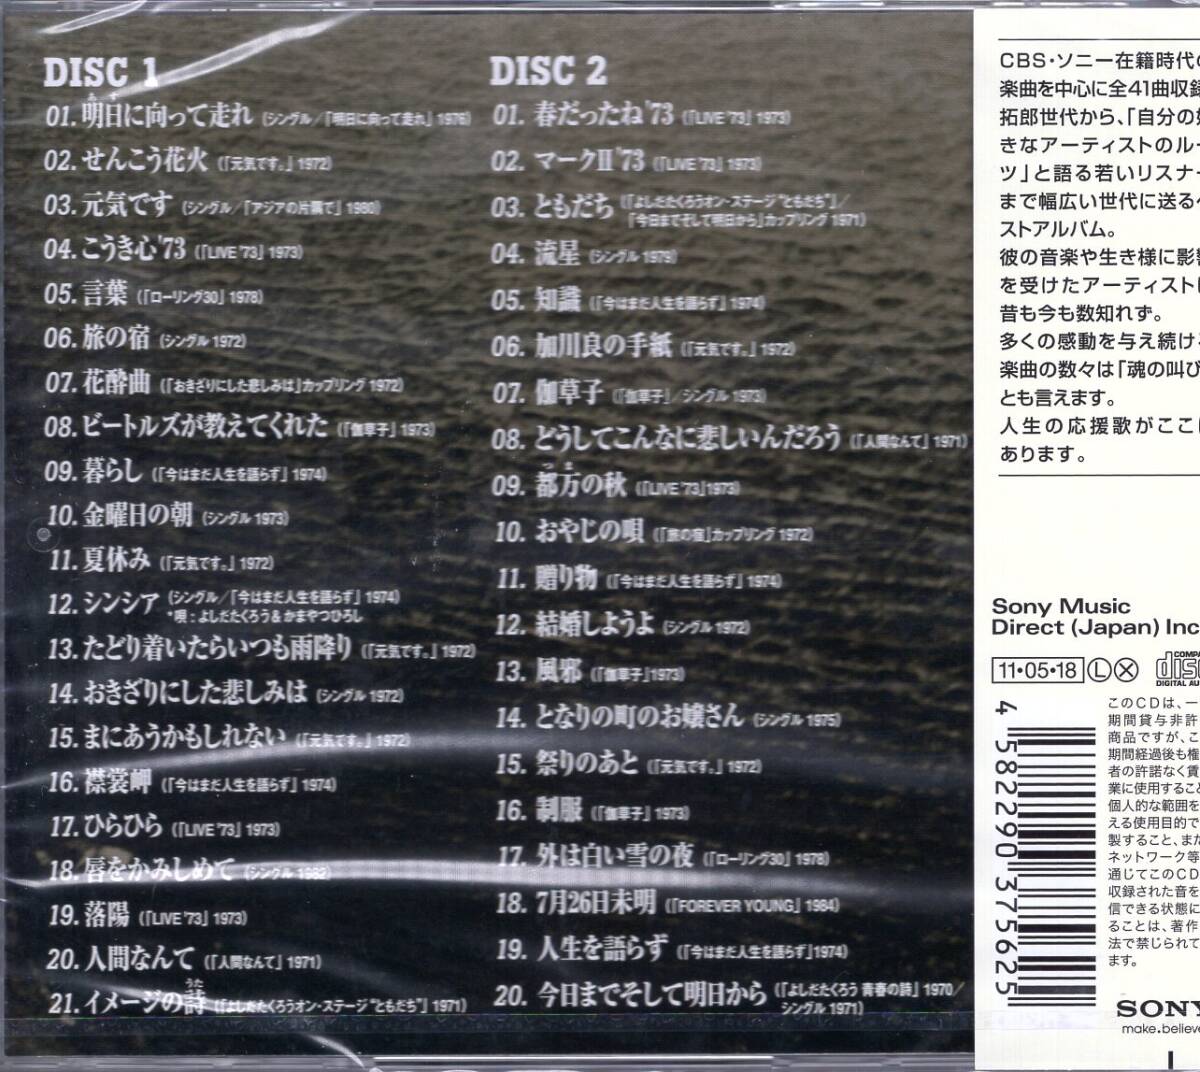 DISC 1
01. 明日に向って走れ (シングル/「明日に向って走れ」1976)
02. せんこう花火 (「元気です。」1972)
03. 元気です (シングル/「アジアの片隅で」1980)
04. こうき心'73 (「LIVE '73」1973)
05. 言葉 (「ローリング30」1978)
06. 旅の宿 (シングル 1972)
07. 花酔曲 (「おきざりにした悲しみは」カップリング 1972)
08. ビートルズが教えてくれた (「伽草子」1973)
09. 暮らし (「今はまだ人生を語らず」1974)
10. 金曜日の朝 (シングル 1973)
11. 夏休み (「元気です。」1972)
12. シンシア (シングル/「今はまだ人生を語らず」1974)
*唄：よしだたくろう&かまやつひろし
13. たどり着いたらいつも雨降り (「元気です。」1972)
14. おきざりにした悲しみは (シングル 1972)
15. まにあうかもしれない (「元気です。」1972)
16. 襟裳岬 (「今はまだ人生を語らず」1974)
17. ひらひら (「LIVE '73」1973)
18. 唇をかみしめて (シングル 1982)
19. 落陽 (「LIVE '73」1973)
20. 人間なんて (「人間なんて」1971)
うた
21. イメージの詩 (「よしだたくろうオン・ステージ"ともだち"」1971)
DISC 2
01. 春だったね'73 (「LIVE '73」1973)
02. マークII'73 (「LIVE '73」1973)
03. ともだち (「よしだたくろうオン・ステージ"ともだち"」/
「今日までそして明日から」カップリング 1971)
04. 流星 (シングル 1979)
05. 知識 (「今はまだ人生を語らず」1974)
06. 加川良の手紙 (「元気です。」1972)
07. 伽草子 (「伽草子」/シングル 1973)
08. どうしてこんなに悲しいんだろう (「人間なんて」1971)
つま
09. 都万の秋 (「LIVE '73」1973)
10. おやじの唄 (「旅の宿」カップリング 1972)
11. 贈り物 (「今はまだ人生を語らず」1974)
12. 結婚しようよ (シングル 1972)
13. 風邪 (「伽草子」1973)
14. となりの町のお嬢さん (シングル 1975)
15. 祭りのあと (「元気です。」1972)
16. 制服 (「伽草子」1973)
17. 外は白い雪の夜 (「ローリング30」1978)
18. 7月26日未明 (「FOREVER YOUNG」1984)
19. 人生を語らず (「今はまだ人生を語らず」1974)
20. 今日までそして明日から (「よしだたくろう 青春の詩」1970/
シングル 1971)
CBS・ソニー在籍時代の
楽曲を中心に全41曲収録
拓郎世代から、「自分の好
きなアーティストのルー
ツ」と語る若いリスナー
まで幅広い世代に送るベ
ストアルバム。
彼の音楽や生き様に影響
を受けたアーティストは
昔も今も数知れず。
多くの感動を与え続ける
楽曲の数々は「魂の叫び
とも言えます。
人生の応援歌がここに
あります。
Sony Music
Direct (Japan) Inc
11・05・18 L X
COMPA
disc
DIGITAL AU
このCDは、一
期間貸与非許
商品ですが、こ
期間経過後も権
者の許諾なく賃
業に使用すること
個人的な範囲を
える使用目的で
製すること、また
ネットワーク等
通じてこのCD
収録された音を
信できる状態に
ることは、著作
法で禁じられて
ます。
4 582290 375625
SONY
make.believe